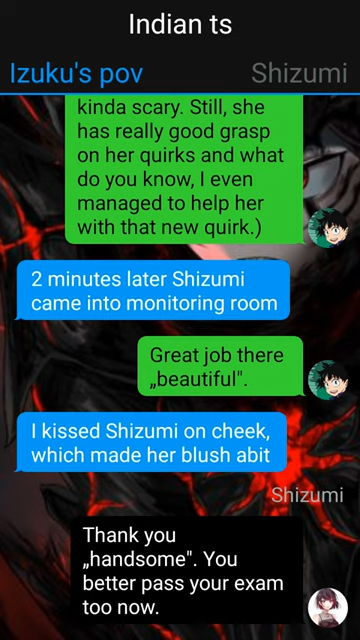 Indian ts
Izuku's pov
Shizumi
kinda scary. Still, she
has really good grasp
on her quirks and what
do you know, I even
managed to help her
with that new quirk.)
2 minutes later Shizumi
came into monitoring room
Great job there
„beautiful".
I kissed Shizumi on cheek,
which made her blush abit
Shizumi
Thank you
„handsome". You
better pass your exam
too now.